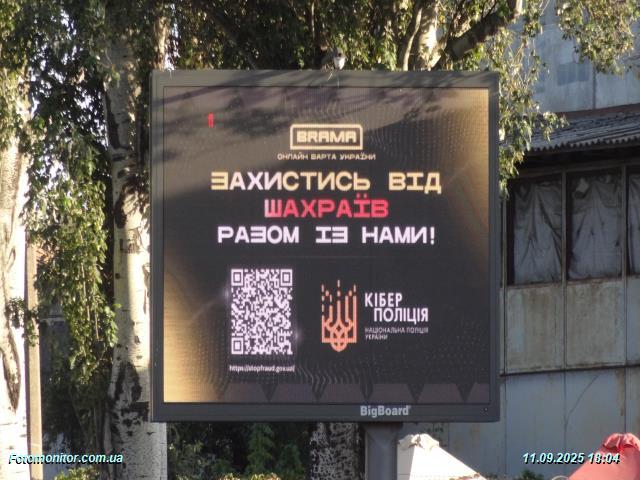 BRAMA
ОНЛАЙН ВАРТА УКРАЇНИ
ЗАХИСТИСЬ ВІД
ШАХРАЇВ
РАЗОМ ІЗ НАМИ!
КІБЕР
ПОЛІЦІЯ
НАЦІОНАЛЬНА ПОЛІЦІЯ
УКРАЇНИ
https://stopfraud.gov.ua/
BigBoard
Fotomonitor.com.ua
11.09.2025 18:04